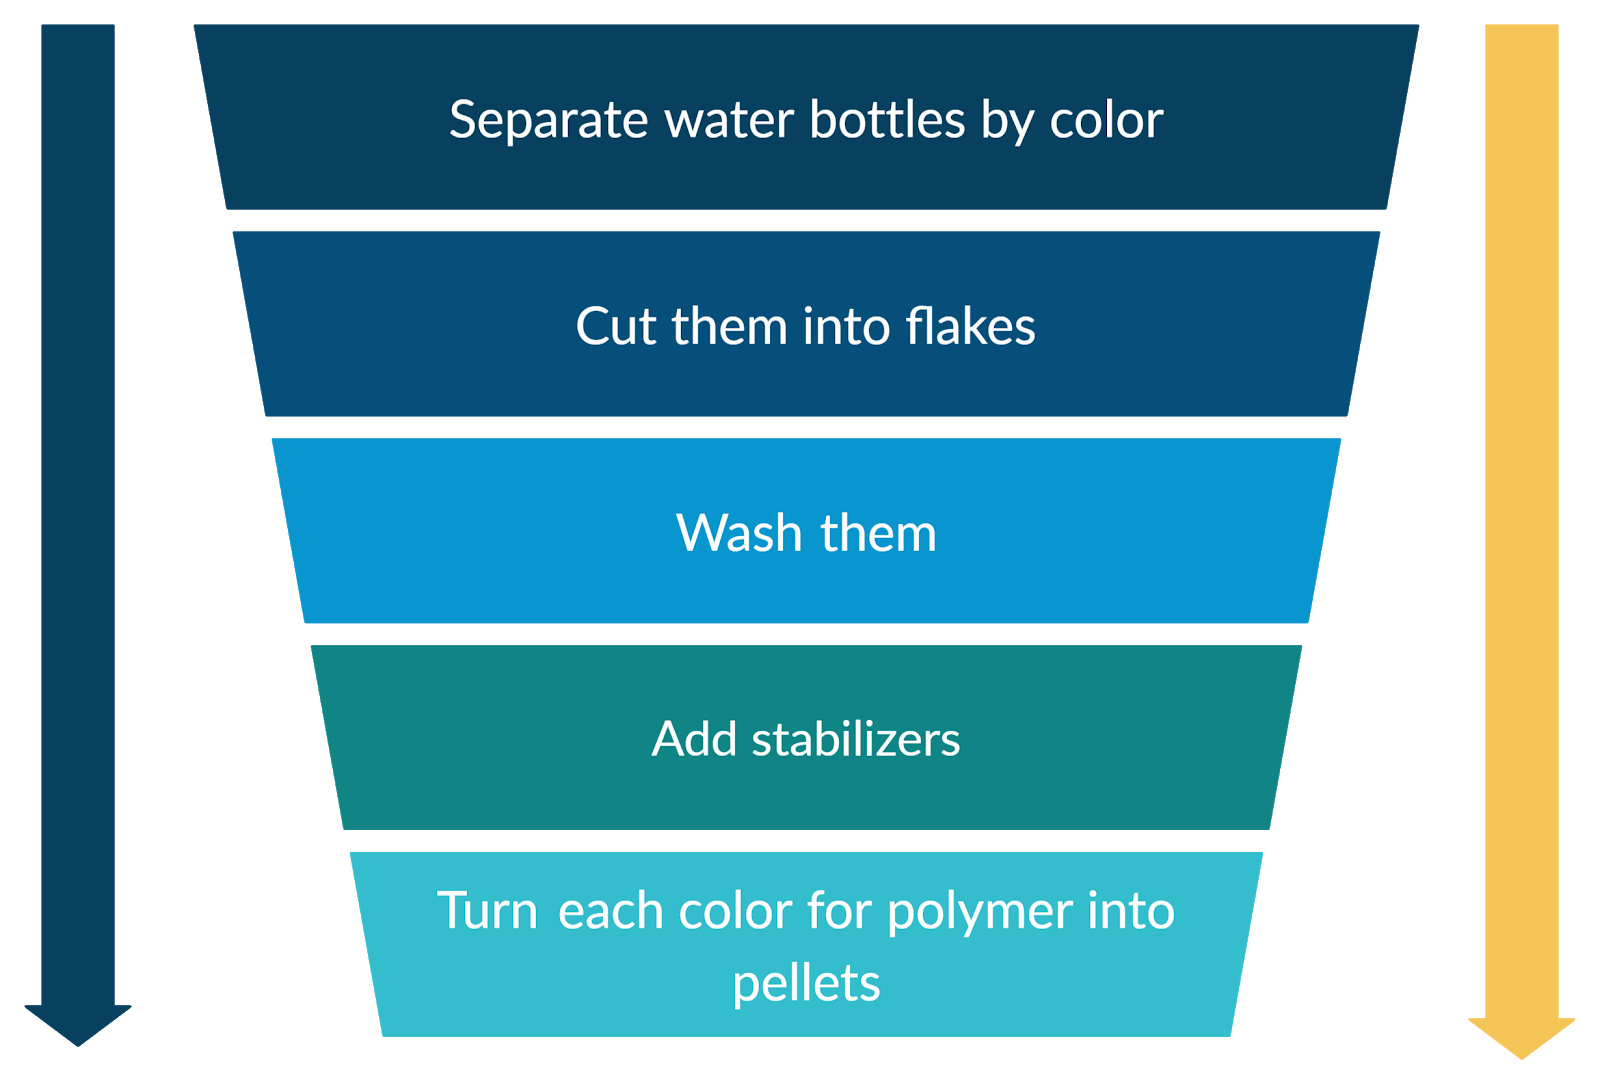 Separate water bottles by color
Cut them into flakes
Wash them
Add stabilizers
Turn each color for polymer into
pellets